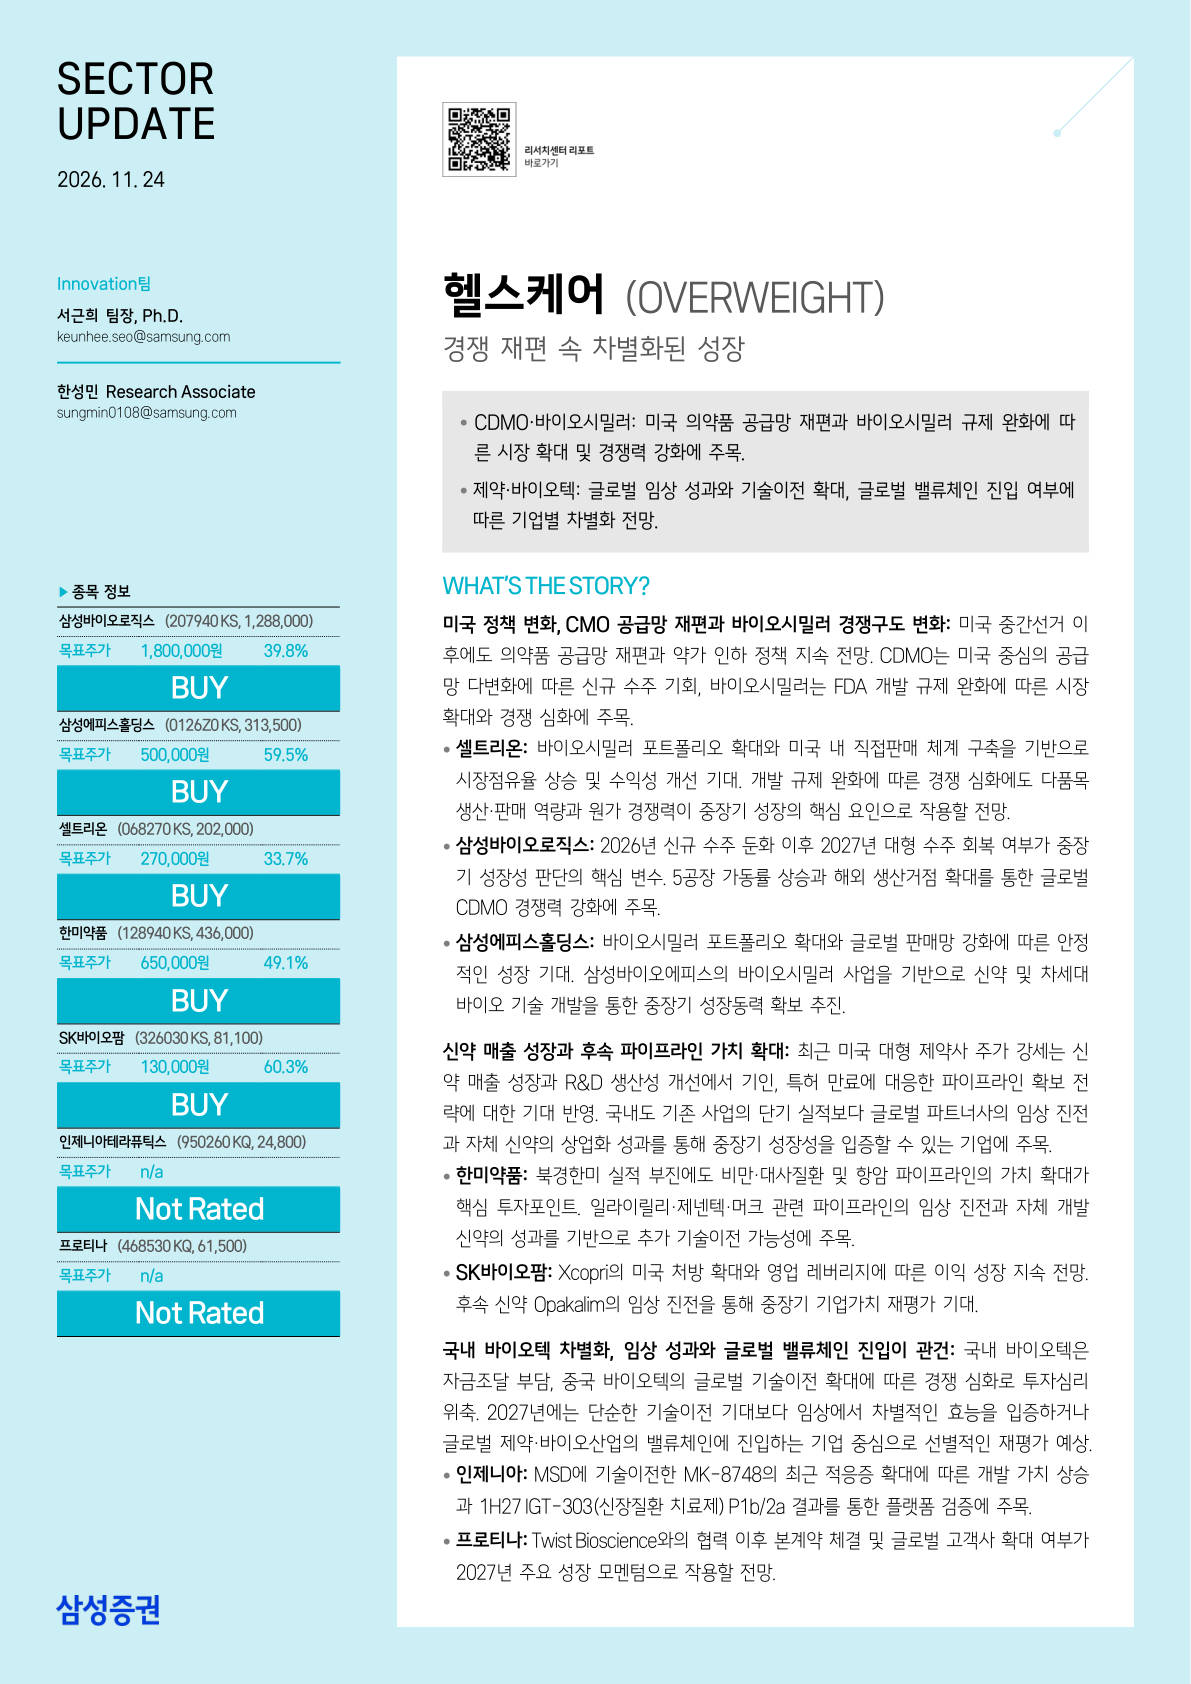 SECTOR
UPDATE
2026. 11. 24
Innovation팀
서근희 팀장, Ph.D.
keunhee.seo@samsung.com
한성민 Research Associate
sungmin0108@samsung.com
▶ 종목 정보
삼성바이오로직스 (207940 KS, 1,288,000)
목표주가 1,800,000원 39.8%
BUY
삼성에피스홀딩스 (0126Z0 KS, 313,500)
목표주가 500,000원 59.5%
BUY
셀트리온 (068270 KS, 202,000)
목표주가 270,000원 33.7%
BUY
한미약품 (128940 KS, 436,000)
목표주가 650,000원 49.1%
BUY
SK바이오팜 (326030 KS, 81,100)
목표주가 130,000원 60.3%
BUY
인제니아테라퓨틱스 (950260 KQ, 24,800)
목표주가 n/a
Not Rated
프로티나 (468530 KQ, 61,500)
목표주가 n/a
Not Rated
삼성증권
리서치센터 리포트
바로가기
헬스케어 (OVERWEIGHT)
경쟁 재편 속 차별화된 성장
• CDMO·바이오시밀러: 미국 의약품 공급망 재편과 바이오시밀러 규제 완화에 따
른 시장 확대 및 경쟁력 강화에 주목.
• 제약·바이오텍: 글로벌 임상 성과와 기술이전 확대, 글로벌 밸류체인 진입 여부에
따른 기업별 차별화 전망.
WHAT'S THE STORY?
미국 정책 변화, CMO 공급망 재편과 바이오시밀러 경쟁구도 변화: 미국 중간선거 이
후에도 의약품 공급망 재편과 약가 인하 정책 지속 전망. CDMO는 미국 중심의 공급
망 다변화에 따른 신규 수주 기회, 바이오시밀러는 FDA 개발 규제 완화에 따른 시장
확대와 경쟁 심화에 주목.
• 셀트리온: 바이오시밀러 포트폴리오 확대와 미국 내 직접판매 체계 구축을 기반으로
시장점유율 상승 및 수익성 개선 기대. 개발 규제 완화에 따른 경쟁 심화에도 다품목
생산·판매 역량과 원가 경쟁력이 중장기 성장의 핵심 요인으로 작용할 전망.
• 삼성바이오로직스: 2026년 신규 수주 둔화 이후 2027년 대형 수주 회복 여부가 중장
기 성장성 판단의 핵심 변수. 5공장 가동률 상승과 해외 생산거점 확대를 통한 글로벌
CDMO 경쟁력 강화에 주목.
• 삼성에피스홀딩스: 바이오시밀러 포트폴리오 확대와 글로벌 판매망 강화에 따른 안정
적인 성장 기대. 삼성바이오에피스의 바이오시밀러 사업을 기반으로 신약 및 차세대
바이오 기술 개발을 통한 중장기 성장동력 확보 추진.
신약 매출 성장과 후속 파이프라인 가치 확대: 최근 미국 대형 제약사 주가 강세는 신
약 매출 성장과 R&D 생산성 개선에서 기인, 특허 만료에 대응한 파이프라인 확보 전
략에 대한 기대 반영. 국내도 기존 사업의 단기 실적보다 글로벌 파트너사의 임상 진전
과 자체 신약의 상업화 성과를 통해 중장기 성장성을 입증할 수 있는 기업에 주목.
• 한미약품: 북경한미 실적 부진에도 비만·대사질환 및 항암 파이프라인의 가치 확대가
핵심 투자포인트. 일라이릴리·제넨텍·머크 관련 파이프라인의 임상 진전과 자체 개발
신약의 성과를 기반으로 추가 기술이전 가능성에 주목.
• SK바이오팜: Xcopri의 미국 처방 확대와 영업 레버리지에 따른 이익 성장 지속 전망.
후속 신약 Opakalim의 임상 진전을 통해 중장기 기업가치 재평가 기대.
국내 바이오텍 차별화, 임상 성과와 글로벌 밸류체인 진입이 관건: 국내 바이오텍은
자금조달 부담, 중국 바이오텍의 글로벌 기술이전 확대에 따른 경쟁 심화로 투자심리
위축. 2027년에는 단순한 기술이전 기대보다 임상에서 차별적인 효능을 입증하거나
글로벌 제약·바이오산업의 밸류체인에 진입하는 기업 중심으로 선별적인 재평가 예상.
• 인제니아: MSD에 기술이전한 MK-8748의 최근 적응증 확대에 따른 개발 가치 상승
과 1H27 IGT-303(신장질환 치료제) P1b/2a 결과를 통한 플랫폼 검증에 주목.
• 프로티나: Twist Bioscience와의 협력 이후 본계약 체결 및 글로벌 고객사 확대 여부가
2027년 주요 성장 모멘텀으로 작용할 전망.